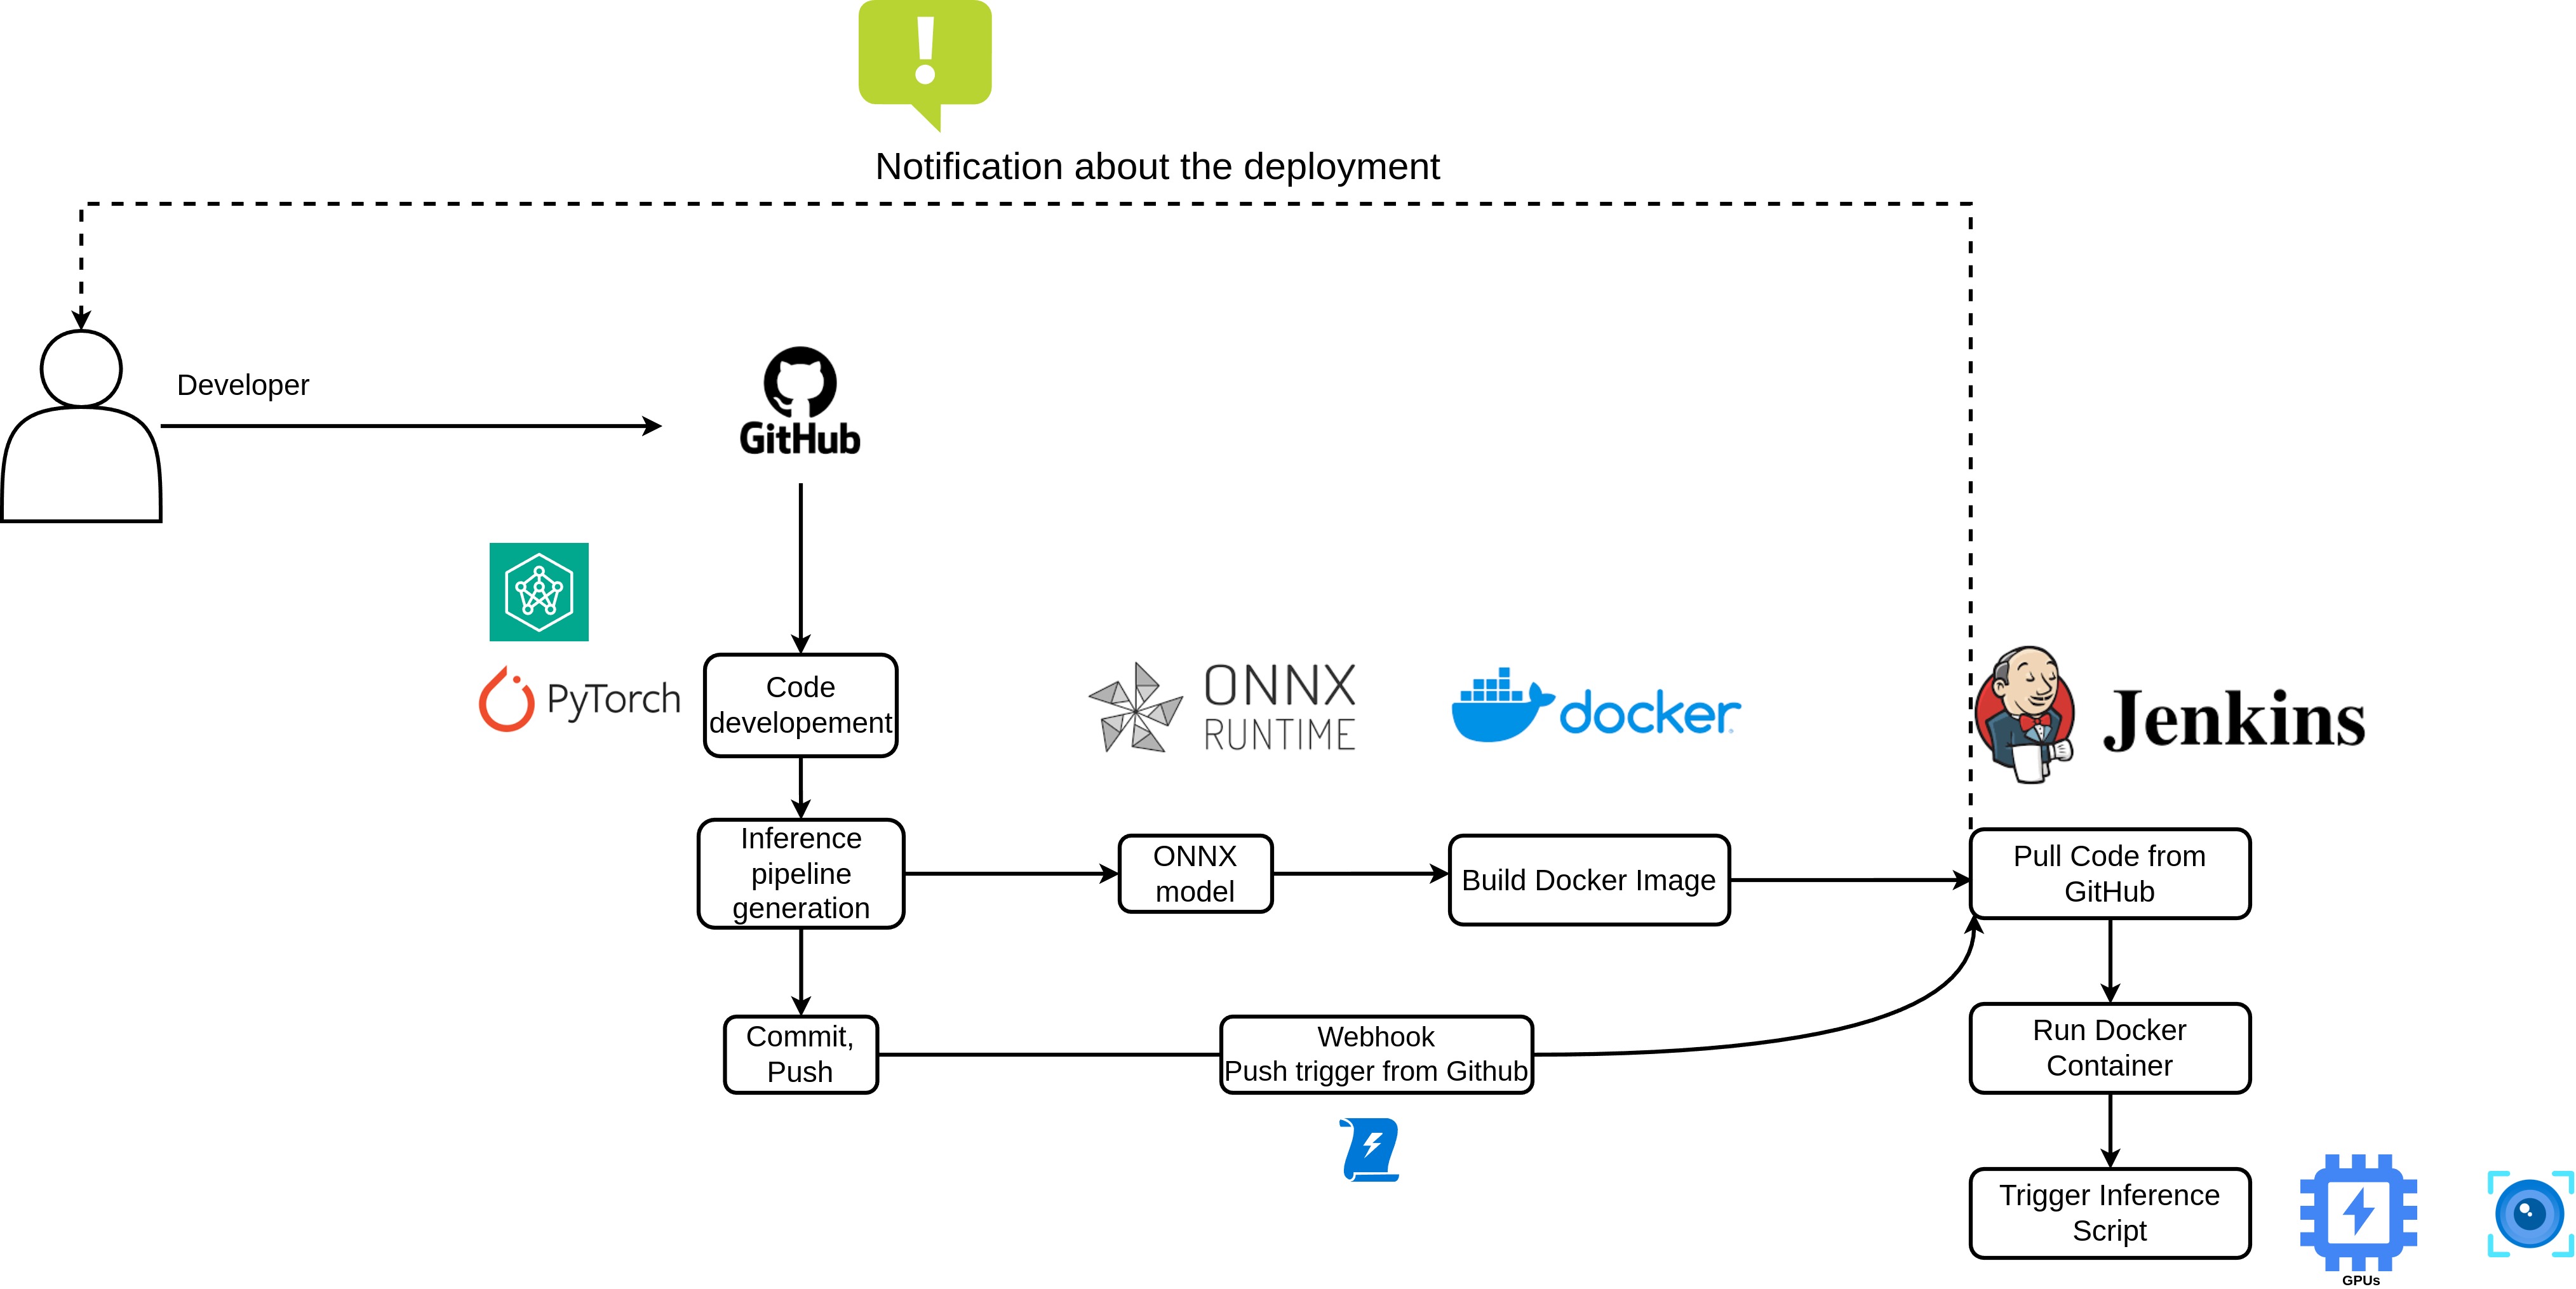 !
Notification about the deployment
Developer
GitHub
PyTorch
Code
developement
ONNX
RUNTIME
docker
Jenkins
Inference
pipeline
generation
ONNX
model
Build Docker Image
Pull Code from
GitHub
Commit,
Push
Webhook
Push trigger from Github
Run Docker
Container
Trigger Inference
Script
GPUs